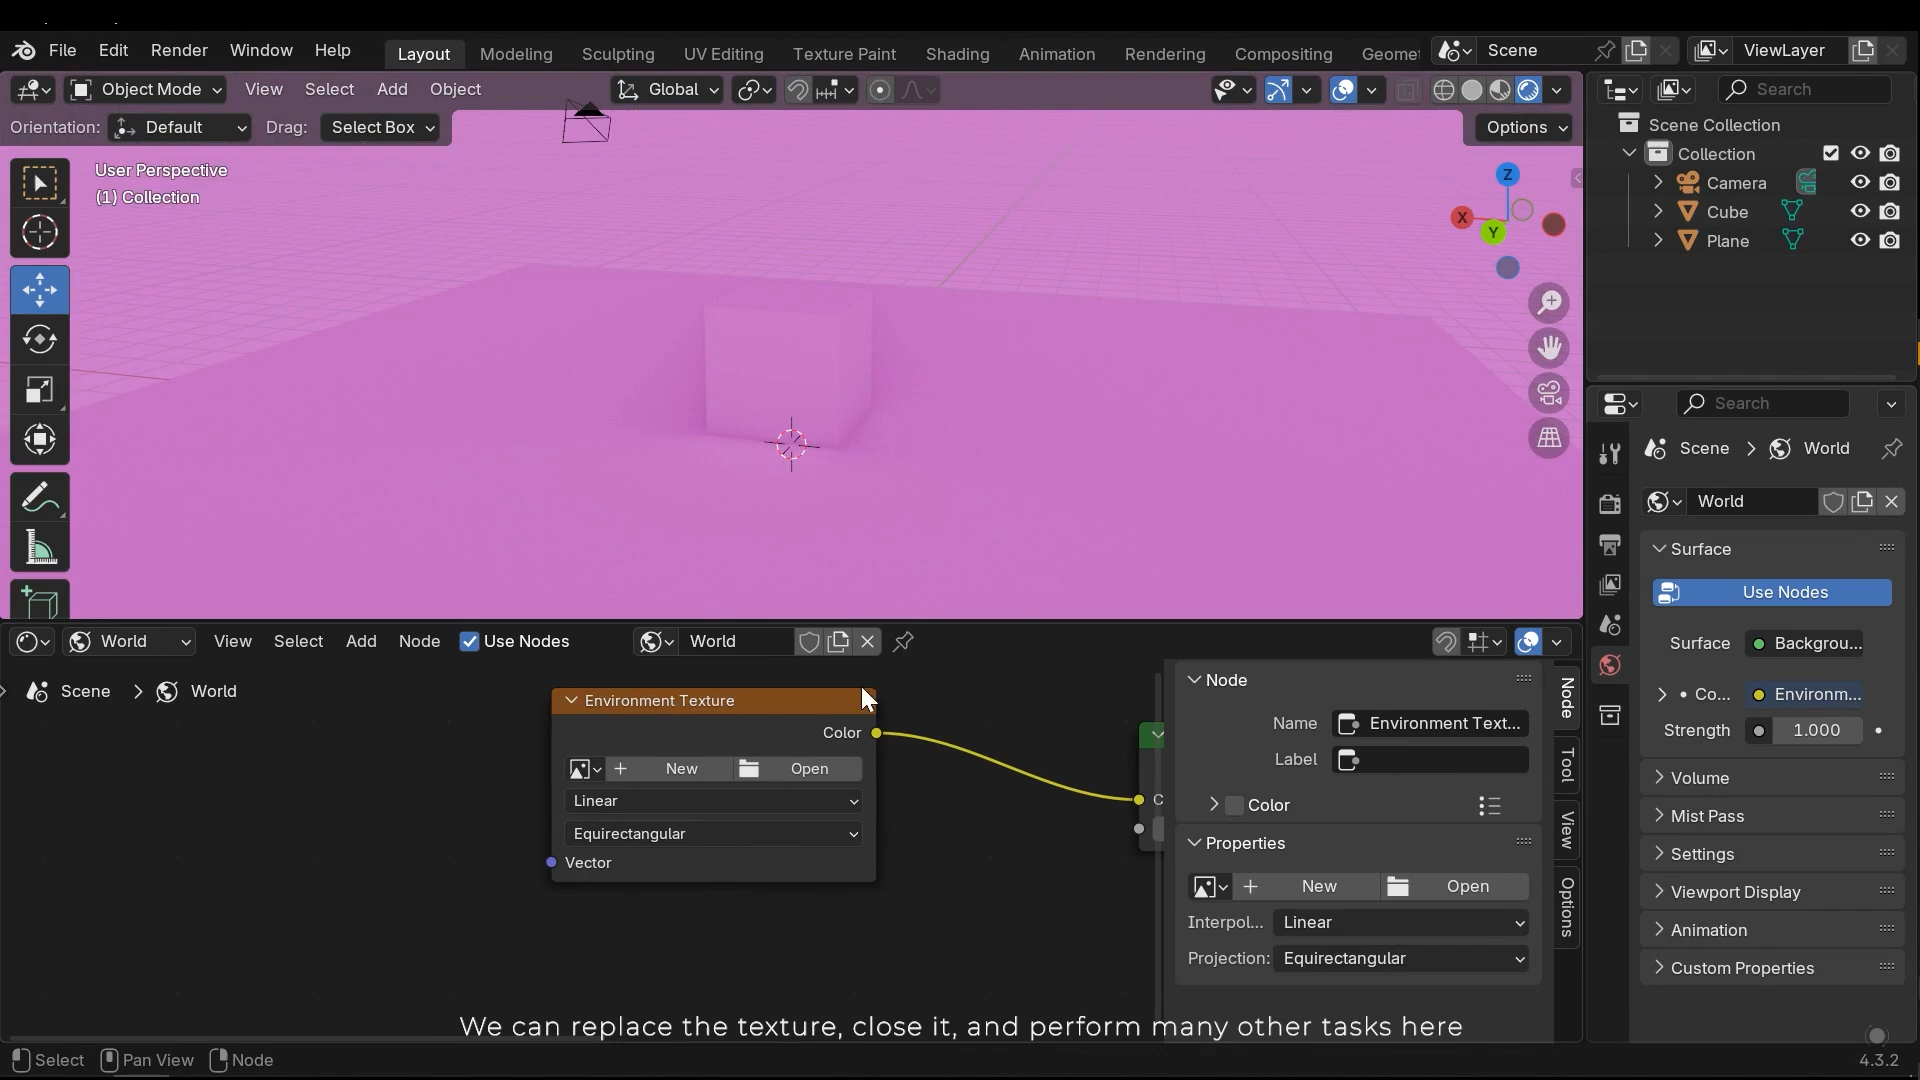 File Edit Render Window Help Layout Modeling Sculpting UV Editing Texture Paint Shading Animation Rendering Compositing Geomet Scene ViewLayer
Object Mode View Select Add Object Global Search
Orientation: Default Drag: Select Box Options
User Perspective
(1) Collection
Z
X
Y
Scene Collection
Collection
Camera
Cube
Plane
Search
Scene World
World
Surface
Use Nodes
Surface Backgrou...
Co... Environm...
Strength 1.000
Volume
Mist Pass
Settings
Viewport Display
Animation
Custom Properties
World View Select Add Node Use Nodes World
Scene World
Environment Texture
Color
New Open
Linear
Equirectangular
Vector
C
Node
Name Environment Text...
Label
Color
Properties
New Open
Interpol... Linear
Projection: Equirectangular
Node
Tool
View
Options
We can replace the texture, close it, and perform many other tasks here
Select Pan View Node 4.3.2